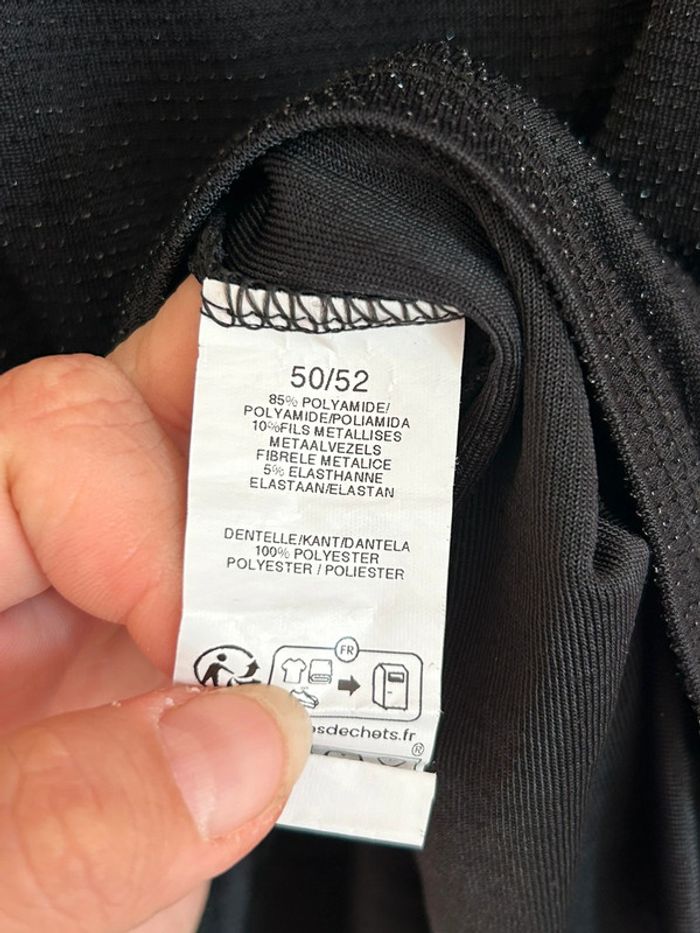 50/52
85% POLYAMIDE/
POLYAMIDE/POLIAMIDA
10%FILS METALLISES
METAALVEZELS
FIBRELE METALICE
5% ELASTHANNE
ELASTAAN/ELASTAN
DENTELLE/KANT/DANTELA
100% POLYESTER
POLYESTER / POLIESTER
FR
sdechets.fr
®